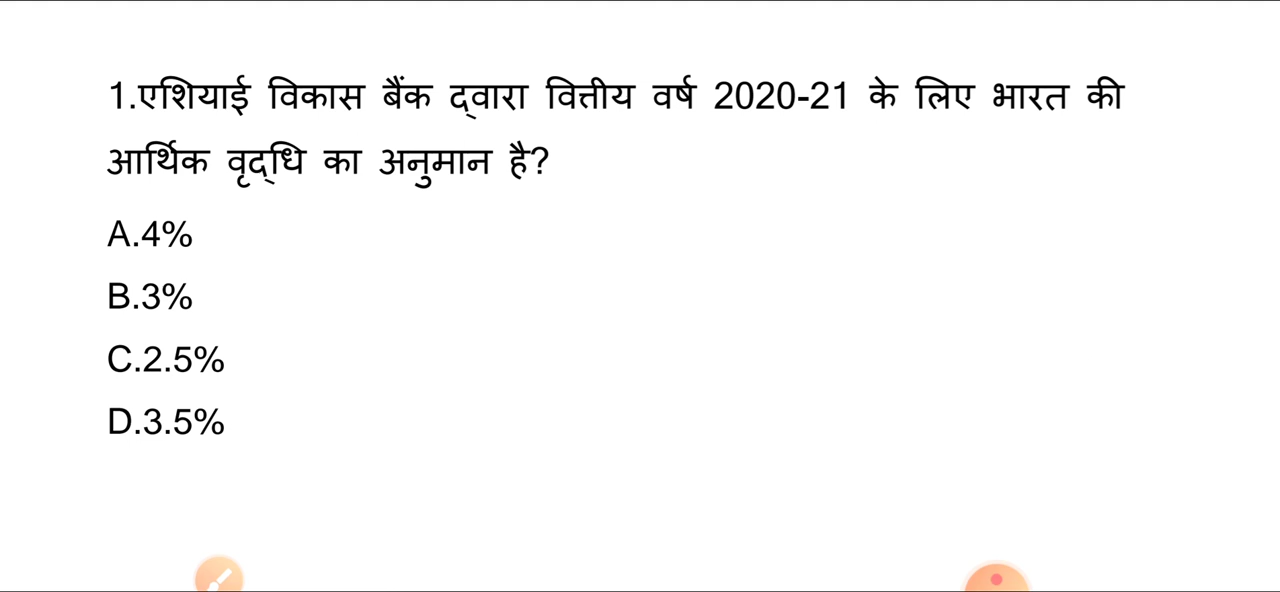 1.एशियाई विकास बैंक द्‌वारा वित्तीय वर्ष 2020-21 के लिए भारत की
आर्थिक वृद्‌धि का अनुमान है?
A.4%
B.3%
C.2.5%
D.3.5%